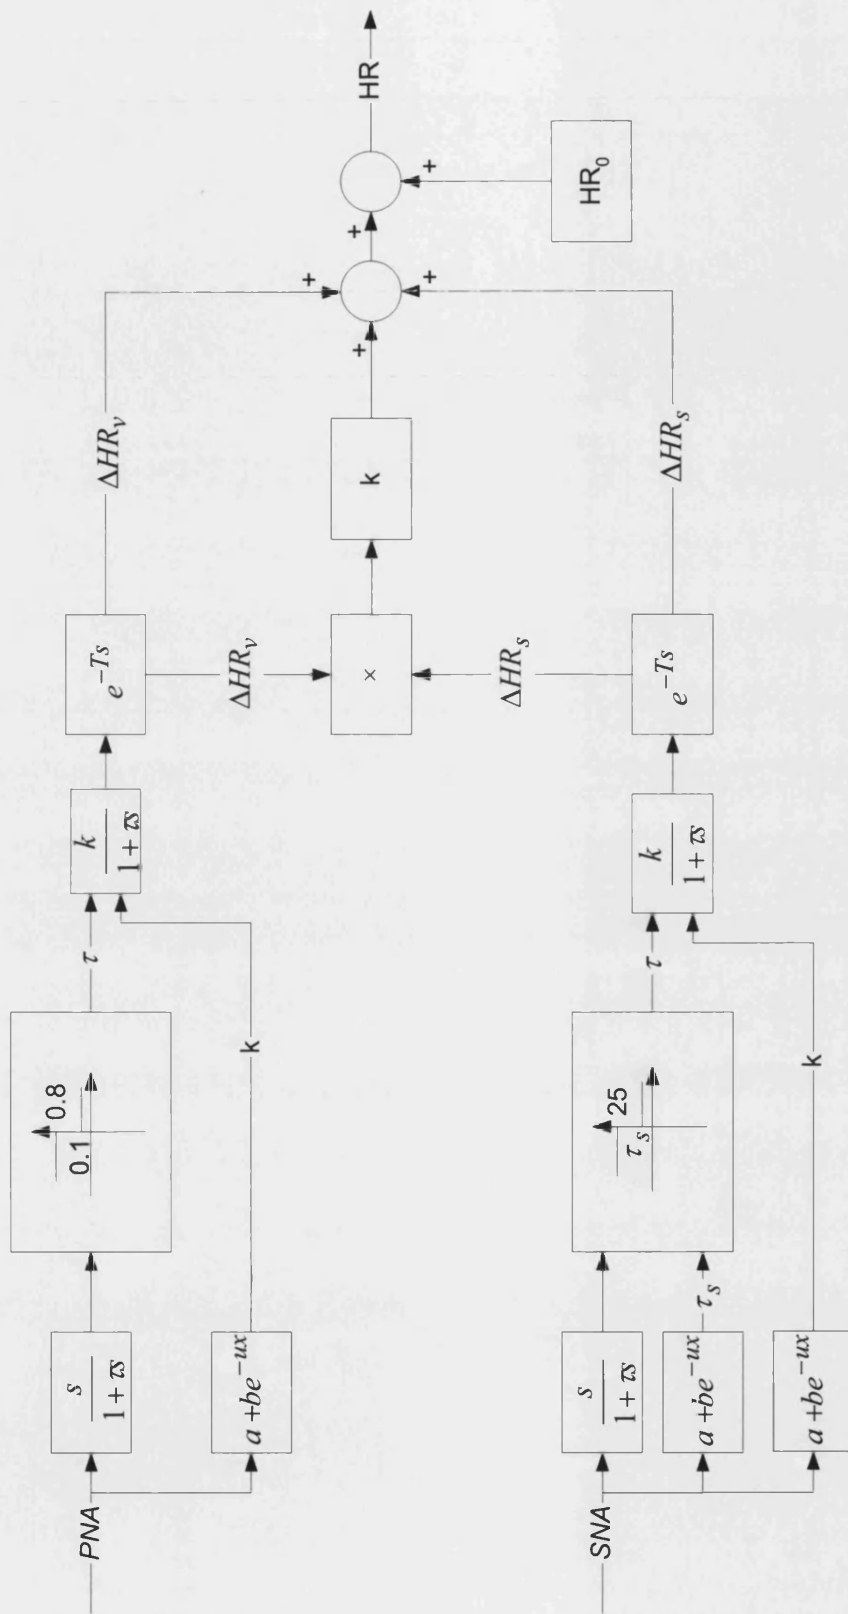 PNA
s
1 + τs
a + be^{-ux}
0.8
0.1
τ
k
k
1 + τs
e^{-Ts}
ΔHR_v
ΔHR_v
×
ΔHR_s
k
+
+
+
+
+
HR
HR_0
SNA
s
1 + τs
a + be^{-ux}
τ_s
a + be^{-ux}
25
τ_s
τ
k
k
1 + τs
e^{-Ts}
ΔHR_s